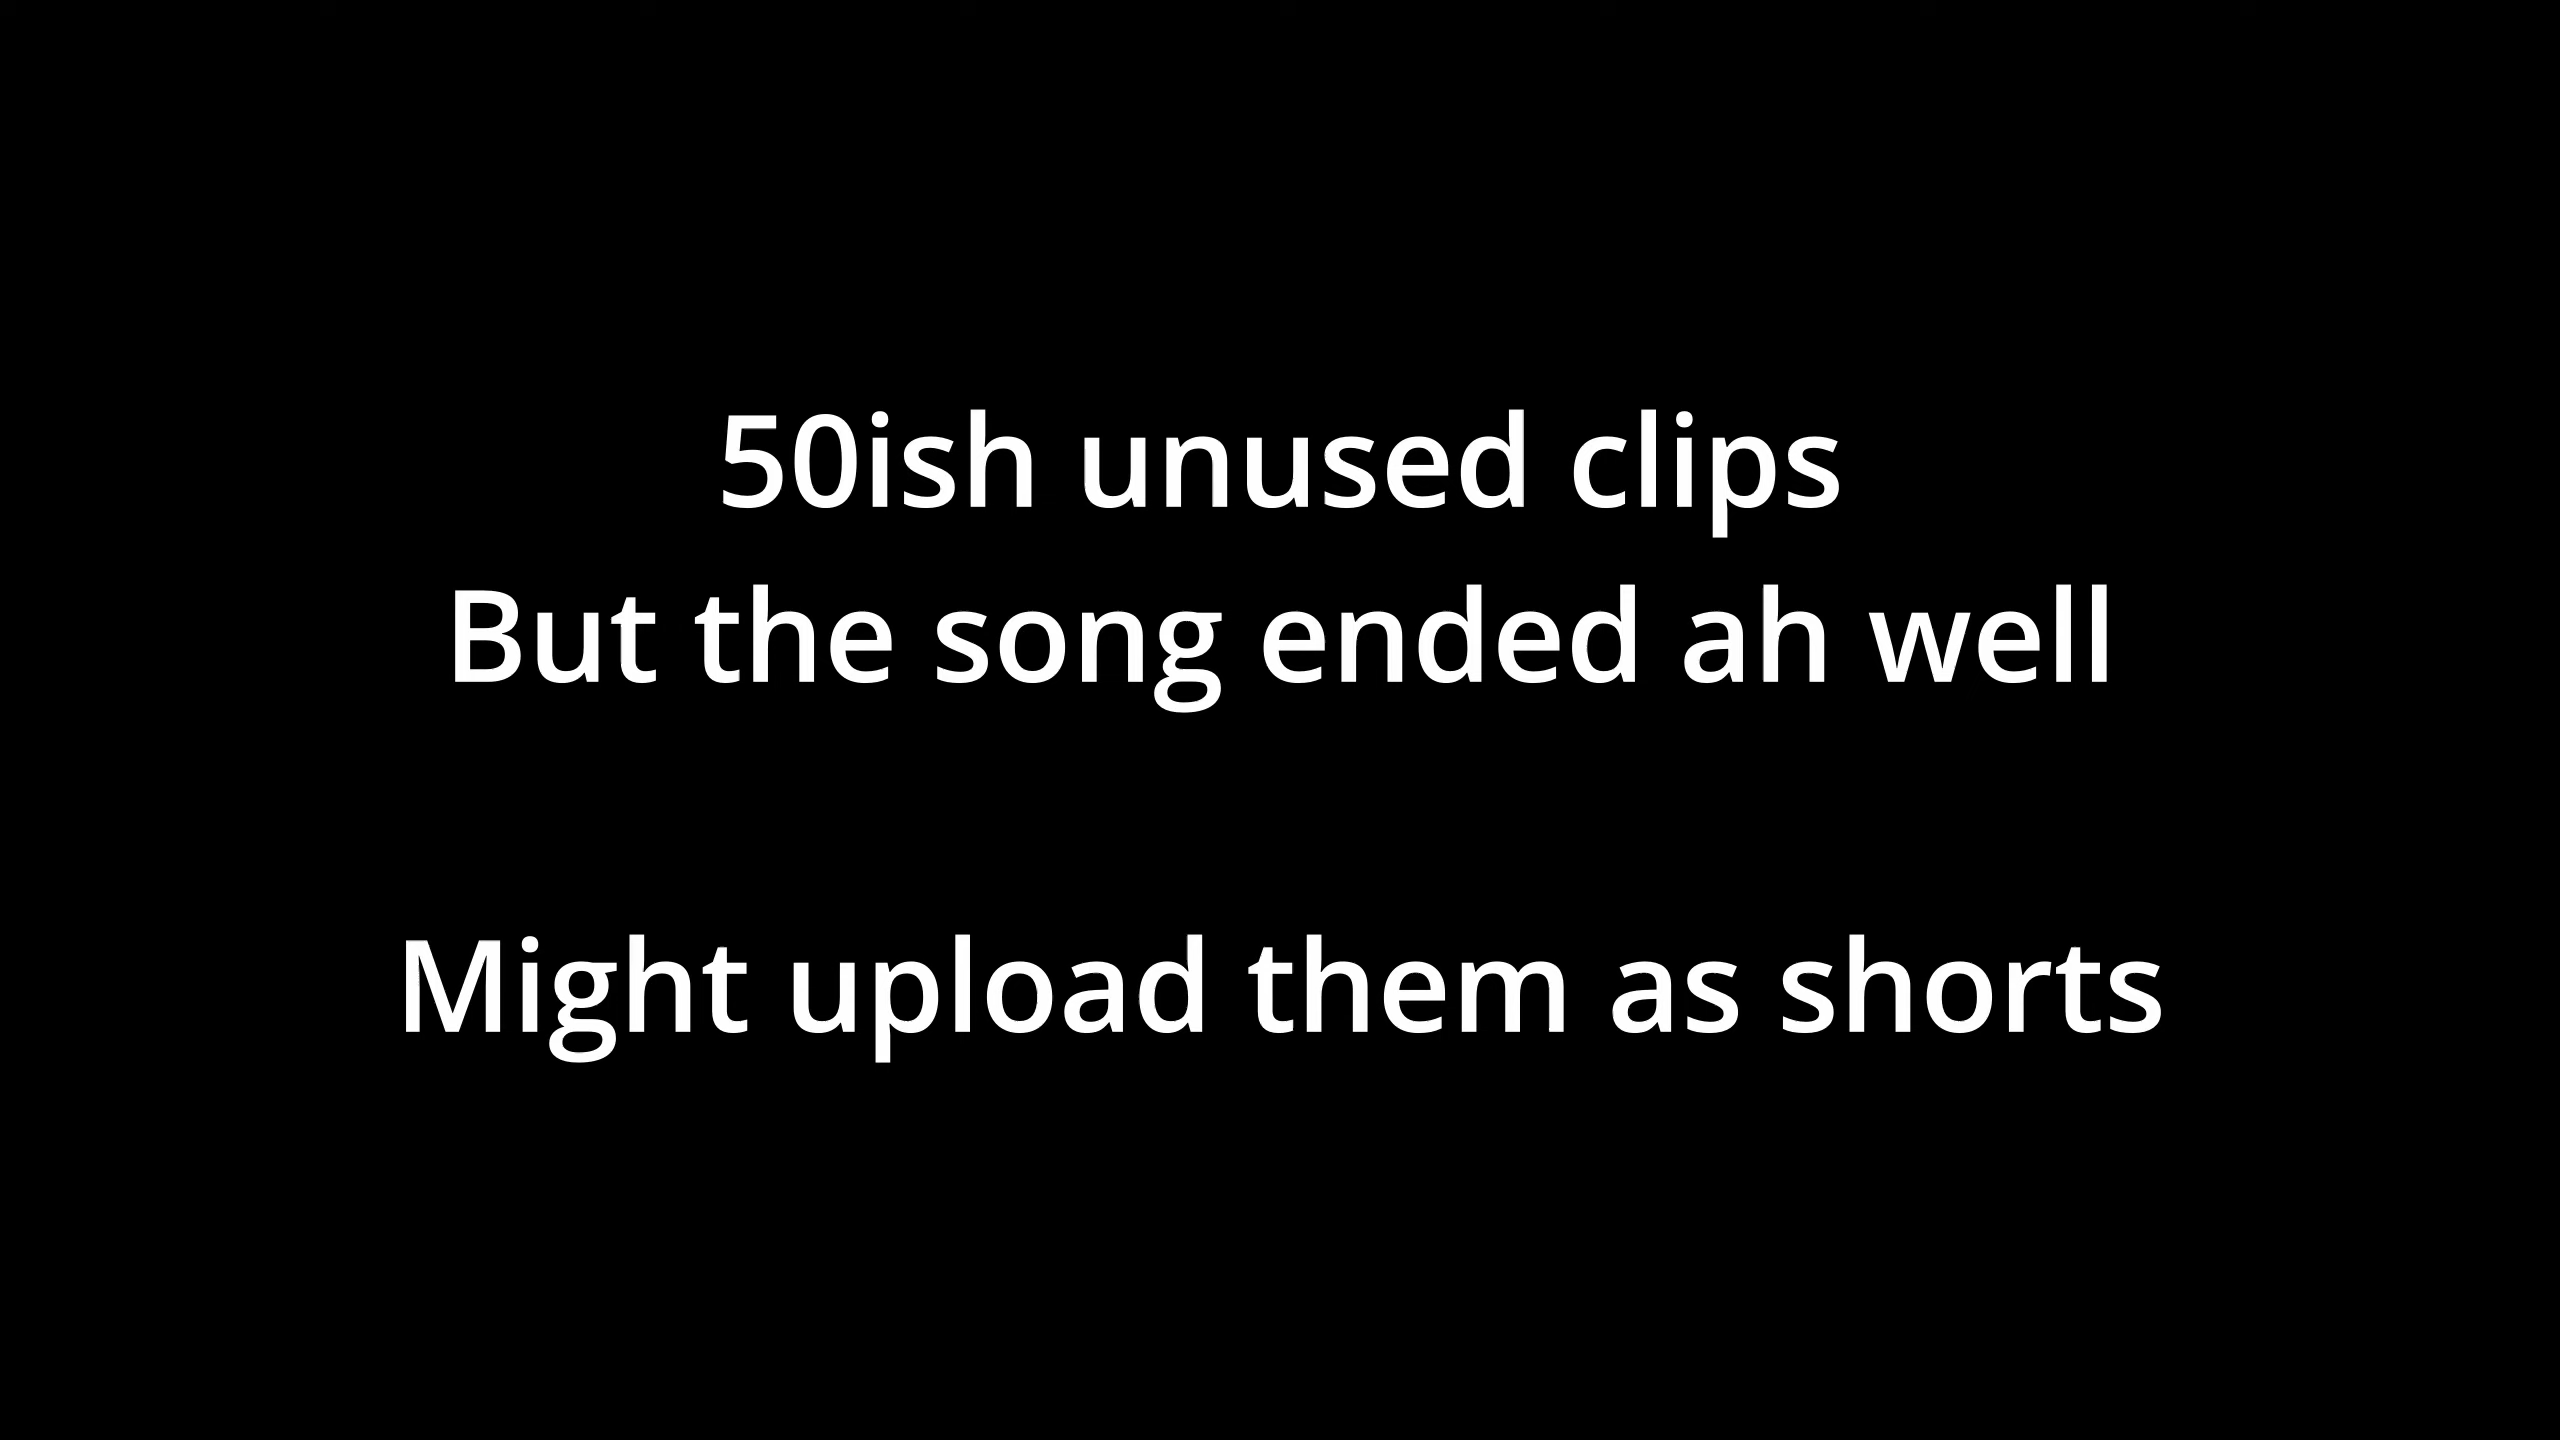 50ish unused clips
But the song ended ah well
Might upload them as shorts